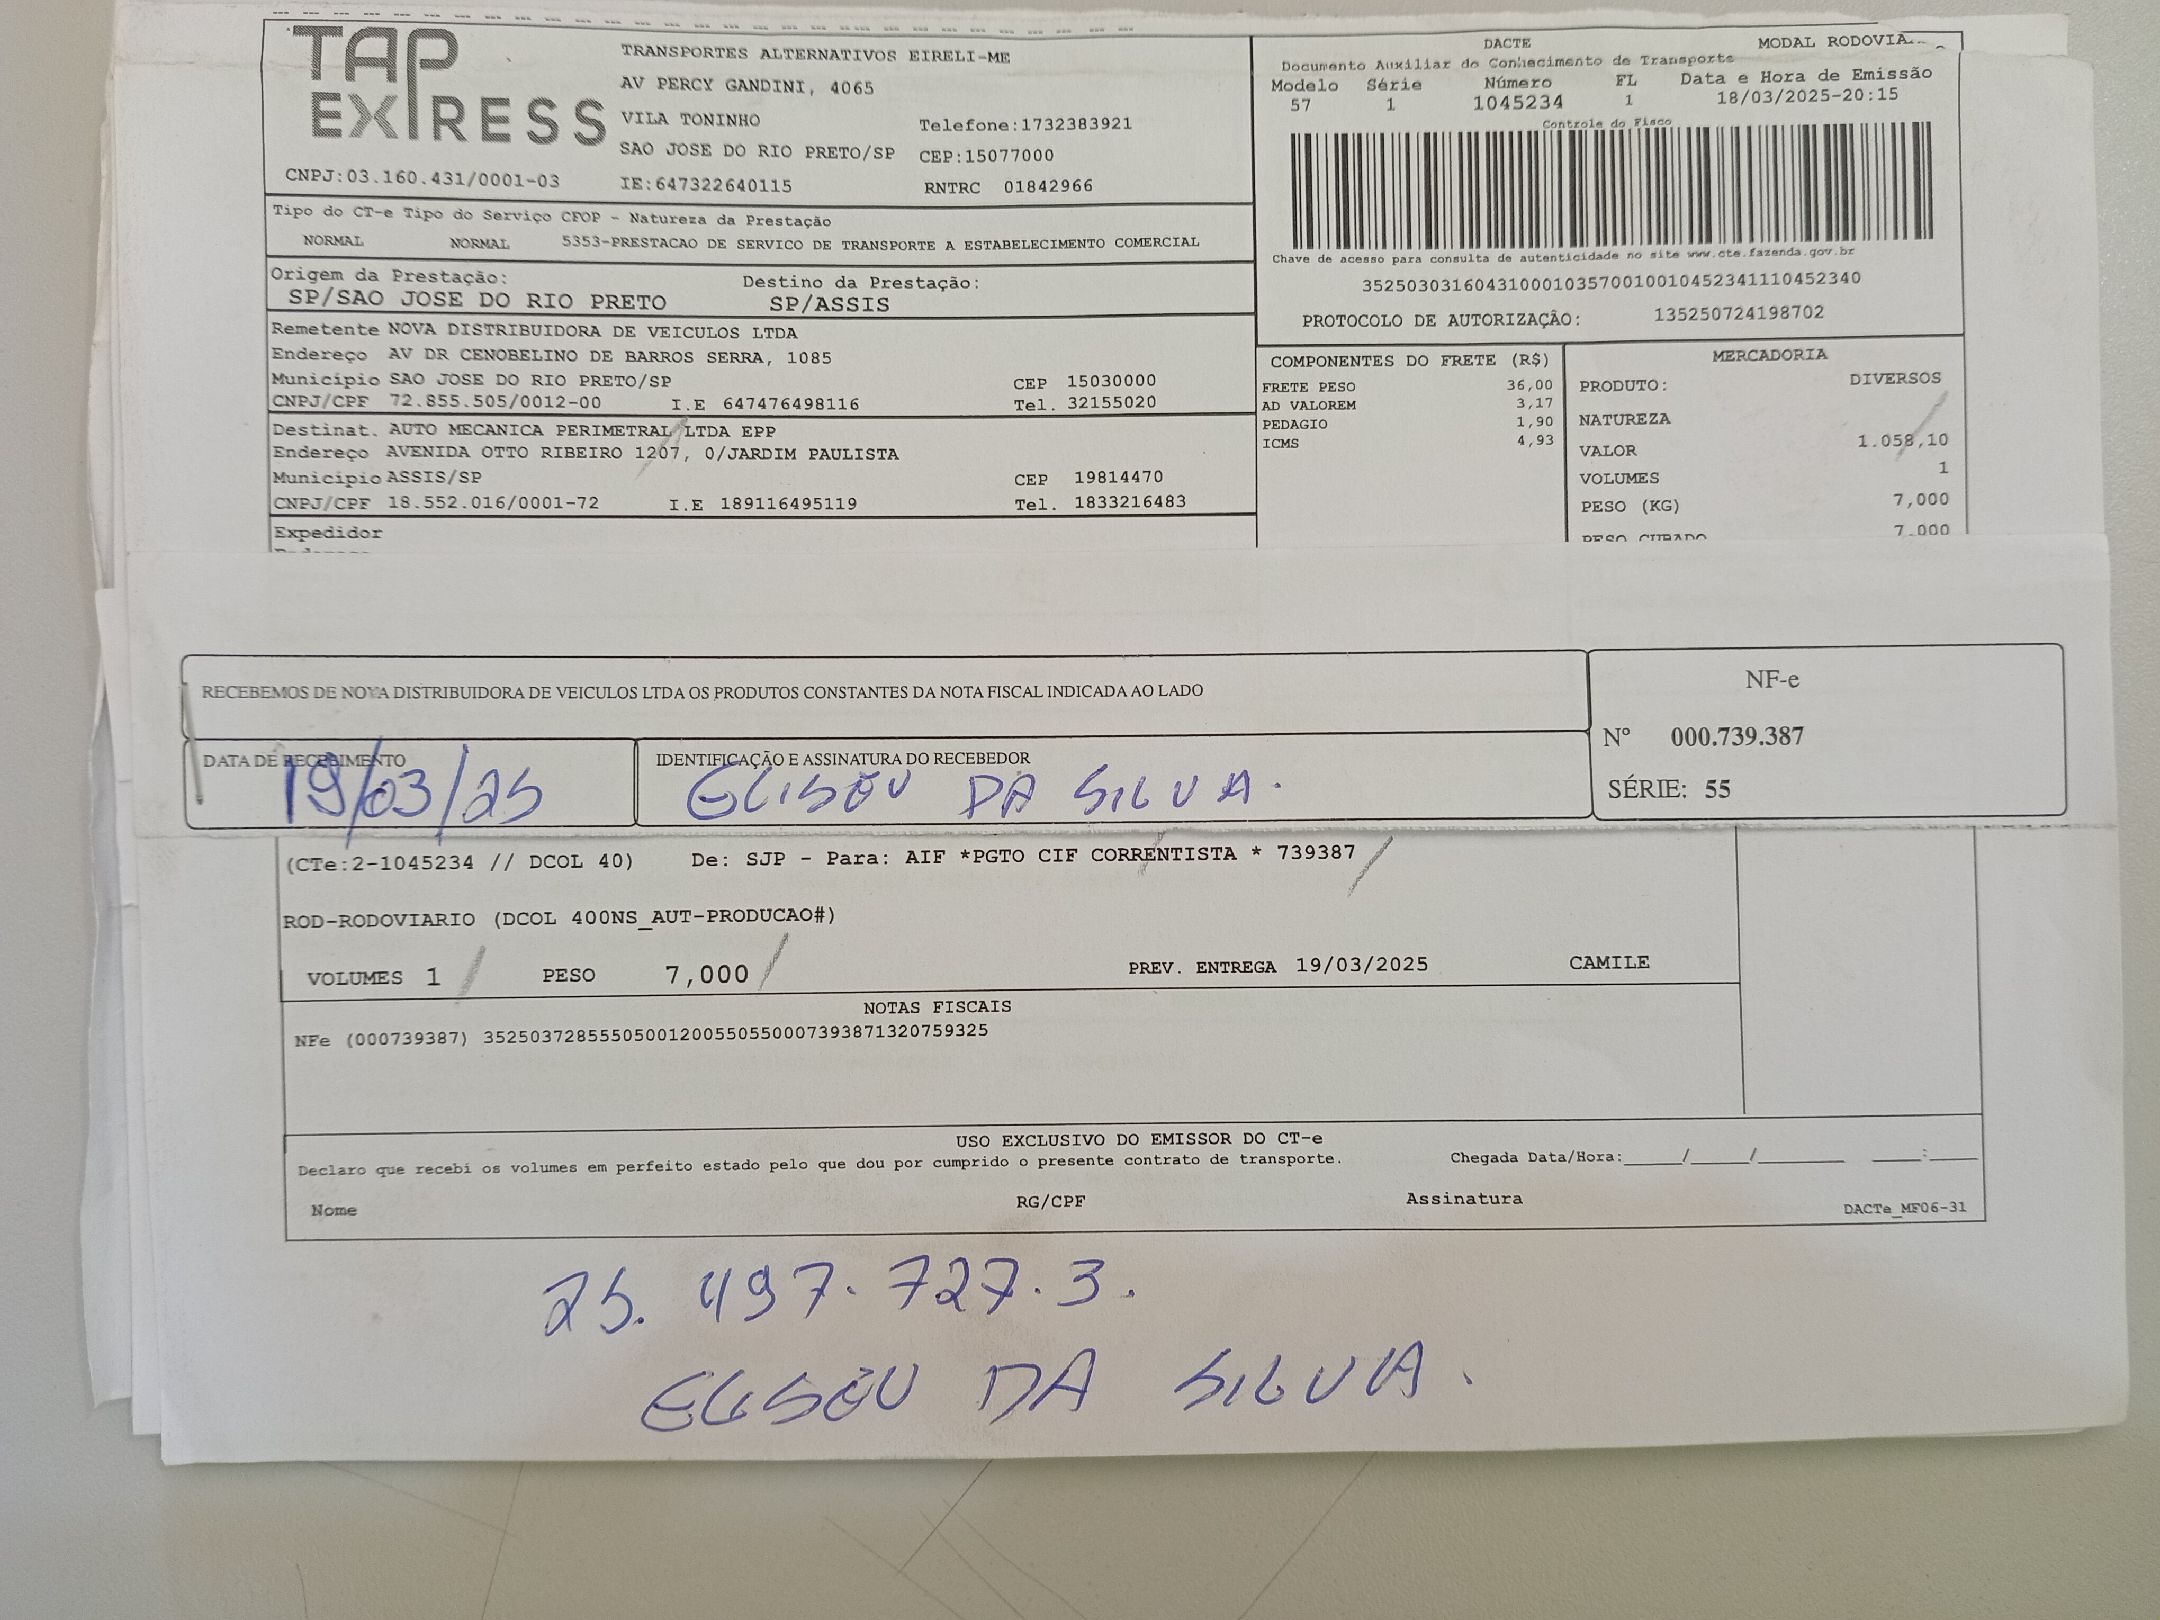 TAP EXPRESS
TRANSPORTES ALTERNATIVOS EIRELI-ME
AV PERCY GANDINI, 4065
VILA TONINHO Telefone:1732383921
SAO JOSE DO RIO PRETO/SP CEP:15077000
CNPJ:03.160.431/0001-03 IE:647322640115 RNTRC 01842966
DACTE MODAL RODOVIA
Documento Auxiliar do Conhecimento de Transporte
Modelo Série Número FL Data e Hora de Emissão
57 1 1045234 1 18/03/2025-20:15
Controle do Fisco
Chave de acesso para consulta de autenticidade no site www.cte.fazenda.gov.br
35250303160431000103570010010452341110452340
PROTOCOLO DE AUTORIZAÇÃO: 135250724198702
Tipo do CT-e Tipo do Serviço CFOP - Natureza da Prestação
NORMAL NORMAL 5353-PRESTACAO DE SERVICO DE TRANSPORTE A ESTABELECIMENTO COMERCIAL
Origem da Prestação: Destino da Prestação:
SP/SAO JOSE DO RIO PRETO SP/ASSIS
Remetente NOVA DISTRIBUIDORA DE VEICULOS LTDA
Endereço AV DR CENOBELINO DE BARROS SERRA, 1085
Município SAO JOSE DO RIO PRETO/SP CEP 15030000
CNPJ/CPF 72.855.505/0012-00 I.E 647476498116 Tel. 32155020
Destinat. AUTO MECANICA PERIMETRAL LTDA EPP
Endereço AVENIDA OTTO RIBEIRO 1207, 0/JARDIM PAULISTA
Município ASSIS/SP CEP 19814470
CNPJ/CPF 18.552.016/0001-72 I.E 189116495119 Tel. 1833216483
Expedidor
COMPONENTES DO FRETE (R$)
FRETE PESO 36,00
AD VALOREM 3,17
PEDAGIO 1,90
ICMS 4,93
MERCADORIA
PRODUTO: DIVERSOS
NATUREZA
VALOR 1.058,10
VOLUMES 1
PESO (KG) 7,000
PESO CUBADO 7.000
RECEBEMOS DE NOVA DISTRIBUIDORA DE VEICULOS LTDA OS PRODUTOS CONSTANTES DA NOTA FISCAL INDICADA AO LADO
DATA DE RECEBIMENTO
19/03/25
IDENTIFICAÇÃO E ASSINATURA DO RECEBEDOR
ELISEU DA SILVA.
NF-e
Nº 000.739.387
SÉRIE: 55
(CTe:2-1045234 // DCOL 40) De: SJP - Para: AIF *PGTO CIF CORRENTISTA * 739387
ROD-RODOVIARIO (DCOL 400NS_AUT-PRODUCAO#)
VOLUMES 1 PESO 7,000 PREV. ENTREGA 19/03/2025 CAMILE
NOTAS FISCAIS
NFe (000739387) 35250372855505001200550550007393871320759325
USO EXCLUSIVO DO EMISSOR DO CT-e
Declaro que recebi os volumes em perfeito estado pelo que dou por cumprido o presente contrato de transporte. Chegada Data/Hora:_____/_____/________ ____:____
Nome RG/CPF Assinatura DACTe_MF06-31
25.497.727.3.
ELISEU DA SILVA.